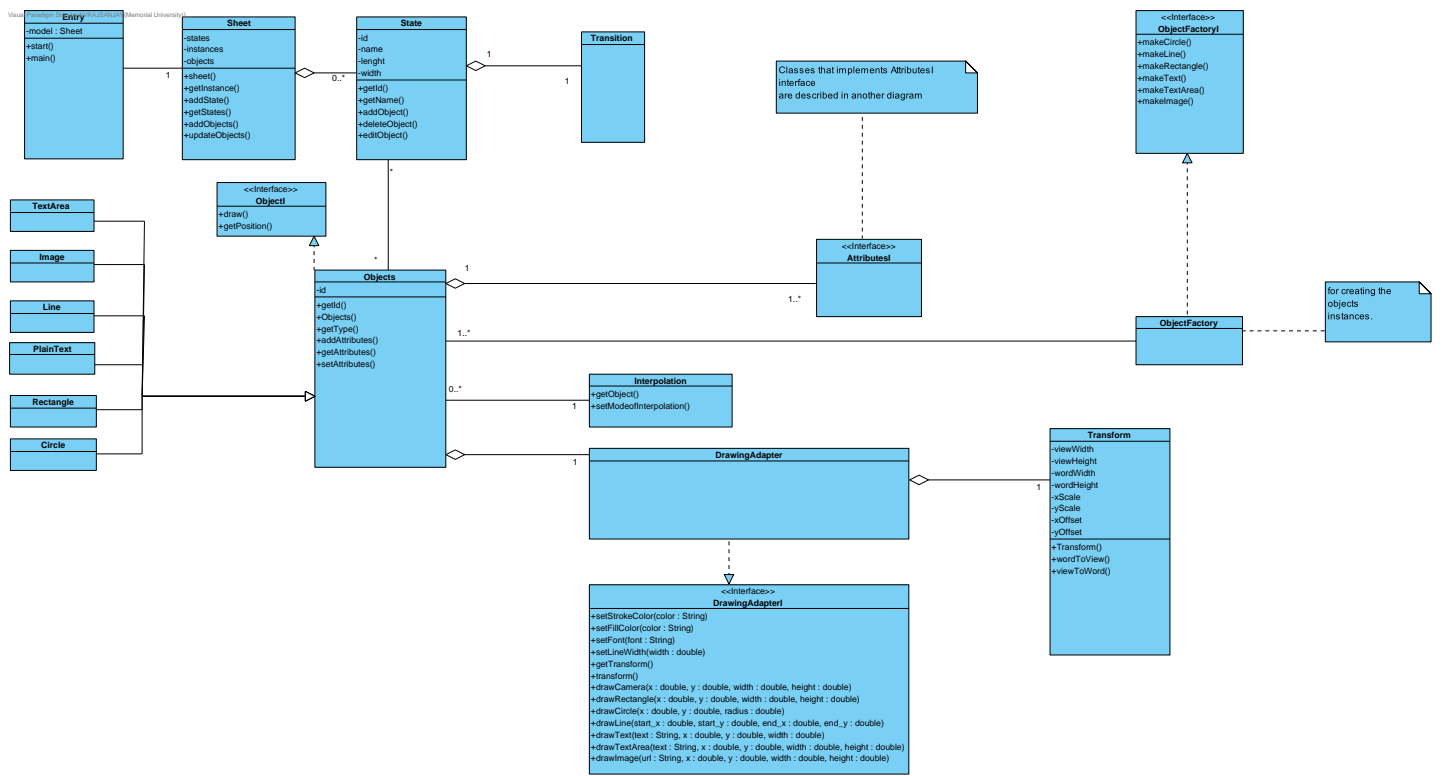 Visual Paradigm Standard(VRAJSANJAY(Memorial University))
Entry
-model : Sheet
+start()
+main()
1
Sheet
-states
-instances
-objects
+sheet()
+getInstance()
+addState()
+getStates()
+addObjects()
+updateObjects()
0..*
State
-id
-name
-lenght
-width
+getId()
+getName()
+addObject()
+deleteObject()
+editObject()
1
1
Transition
Classes that implements AttributesI
interface
are described in another diagram
<<Interface>>
ObjectFactoryI
+makeCircle()
+makeLine()
+makeRectangle()
+makeText()
+makeTextArea()
+makeImage()
<<Interface>>
ObjectI
+draw()
+getPosition()
*
*
TextArea
Image
Line
PlainText
Rectangle
Circle
Objects
-id
+getId()
+Objects()
+getType()
+addAttributes()
+getAttributes()
+setAttributes()
1
1..*
<<Interface>>
AttributesI
1..*
ObjectFactory
for creating the
objects
instances.
0..*
1
Interpolation
+getObject()
+setModeofInterpolation()
1
DrawingAdapter
1
Transform
-viewWidth
-viewHeight
-wordWidth
-wordHeight
-xScale
-yScale
-xOffset
-yOffset
+Transform()
+wordToView()
+viewToWord()
<<Interface>>
DrawingAdapterI
+setStrokeColor(color : String)
+setFillColor(color : String)
+setFont(font : String)
+setLineWidth(width : double)
+getTransform()
+transform()
+drawCamera(x : double, y : double, width : double, height : double)
+drawRectangle(x : double, y : double, width : double, height : double)
+drawCircle(x : double, y : double, radius : double)
+drawLine(start_x : double, start_y : double, end_x : double, end_y : double)
+drawText(text : String, x : double, y : double, width : double)
+drawTextArea(text : String, x : double, y : double, width : double, height : double)
+drawImage(url : String, x : double, y : double, width : double, height : double)